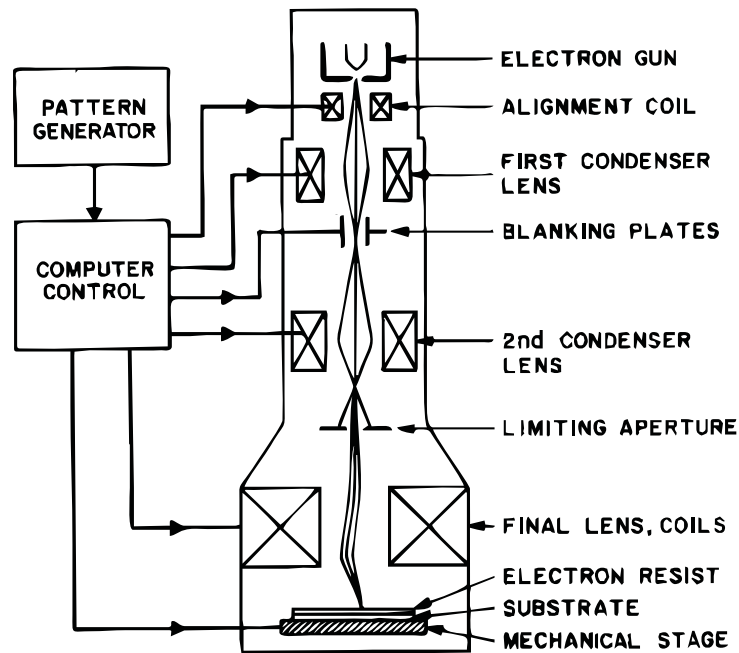 PATTERN
GENERATOR
COMPUTER
CONTROL
ELECTRON GUN
ALIGNMENT COIL
FIRST CONDENSER
LENS
BLANKING PLATES
2nd CONDENSER
LENS
LIMITING APERTURE
FINAL LENS, COILS
ELECTRON RESIST
SUBSTRATE
MECHANICAL STAGE